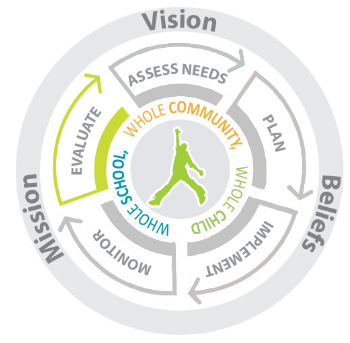 Vision
Beliefs
Mission
ASSESS NEEDS
PLAN
IMPLEMENT
MONITOR
EVALUATE
WHOLE SCHOOL,
WHOLE COMMUNITY,
WHOLE CHILD